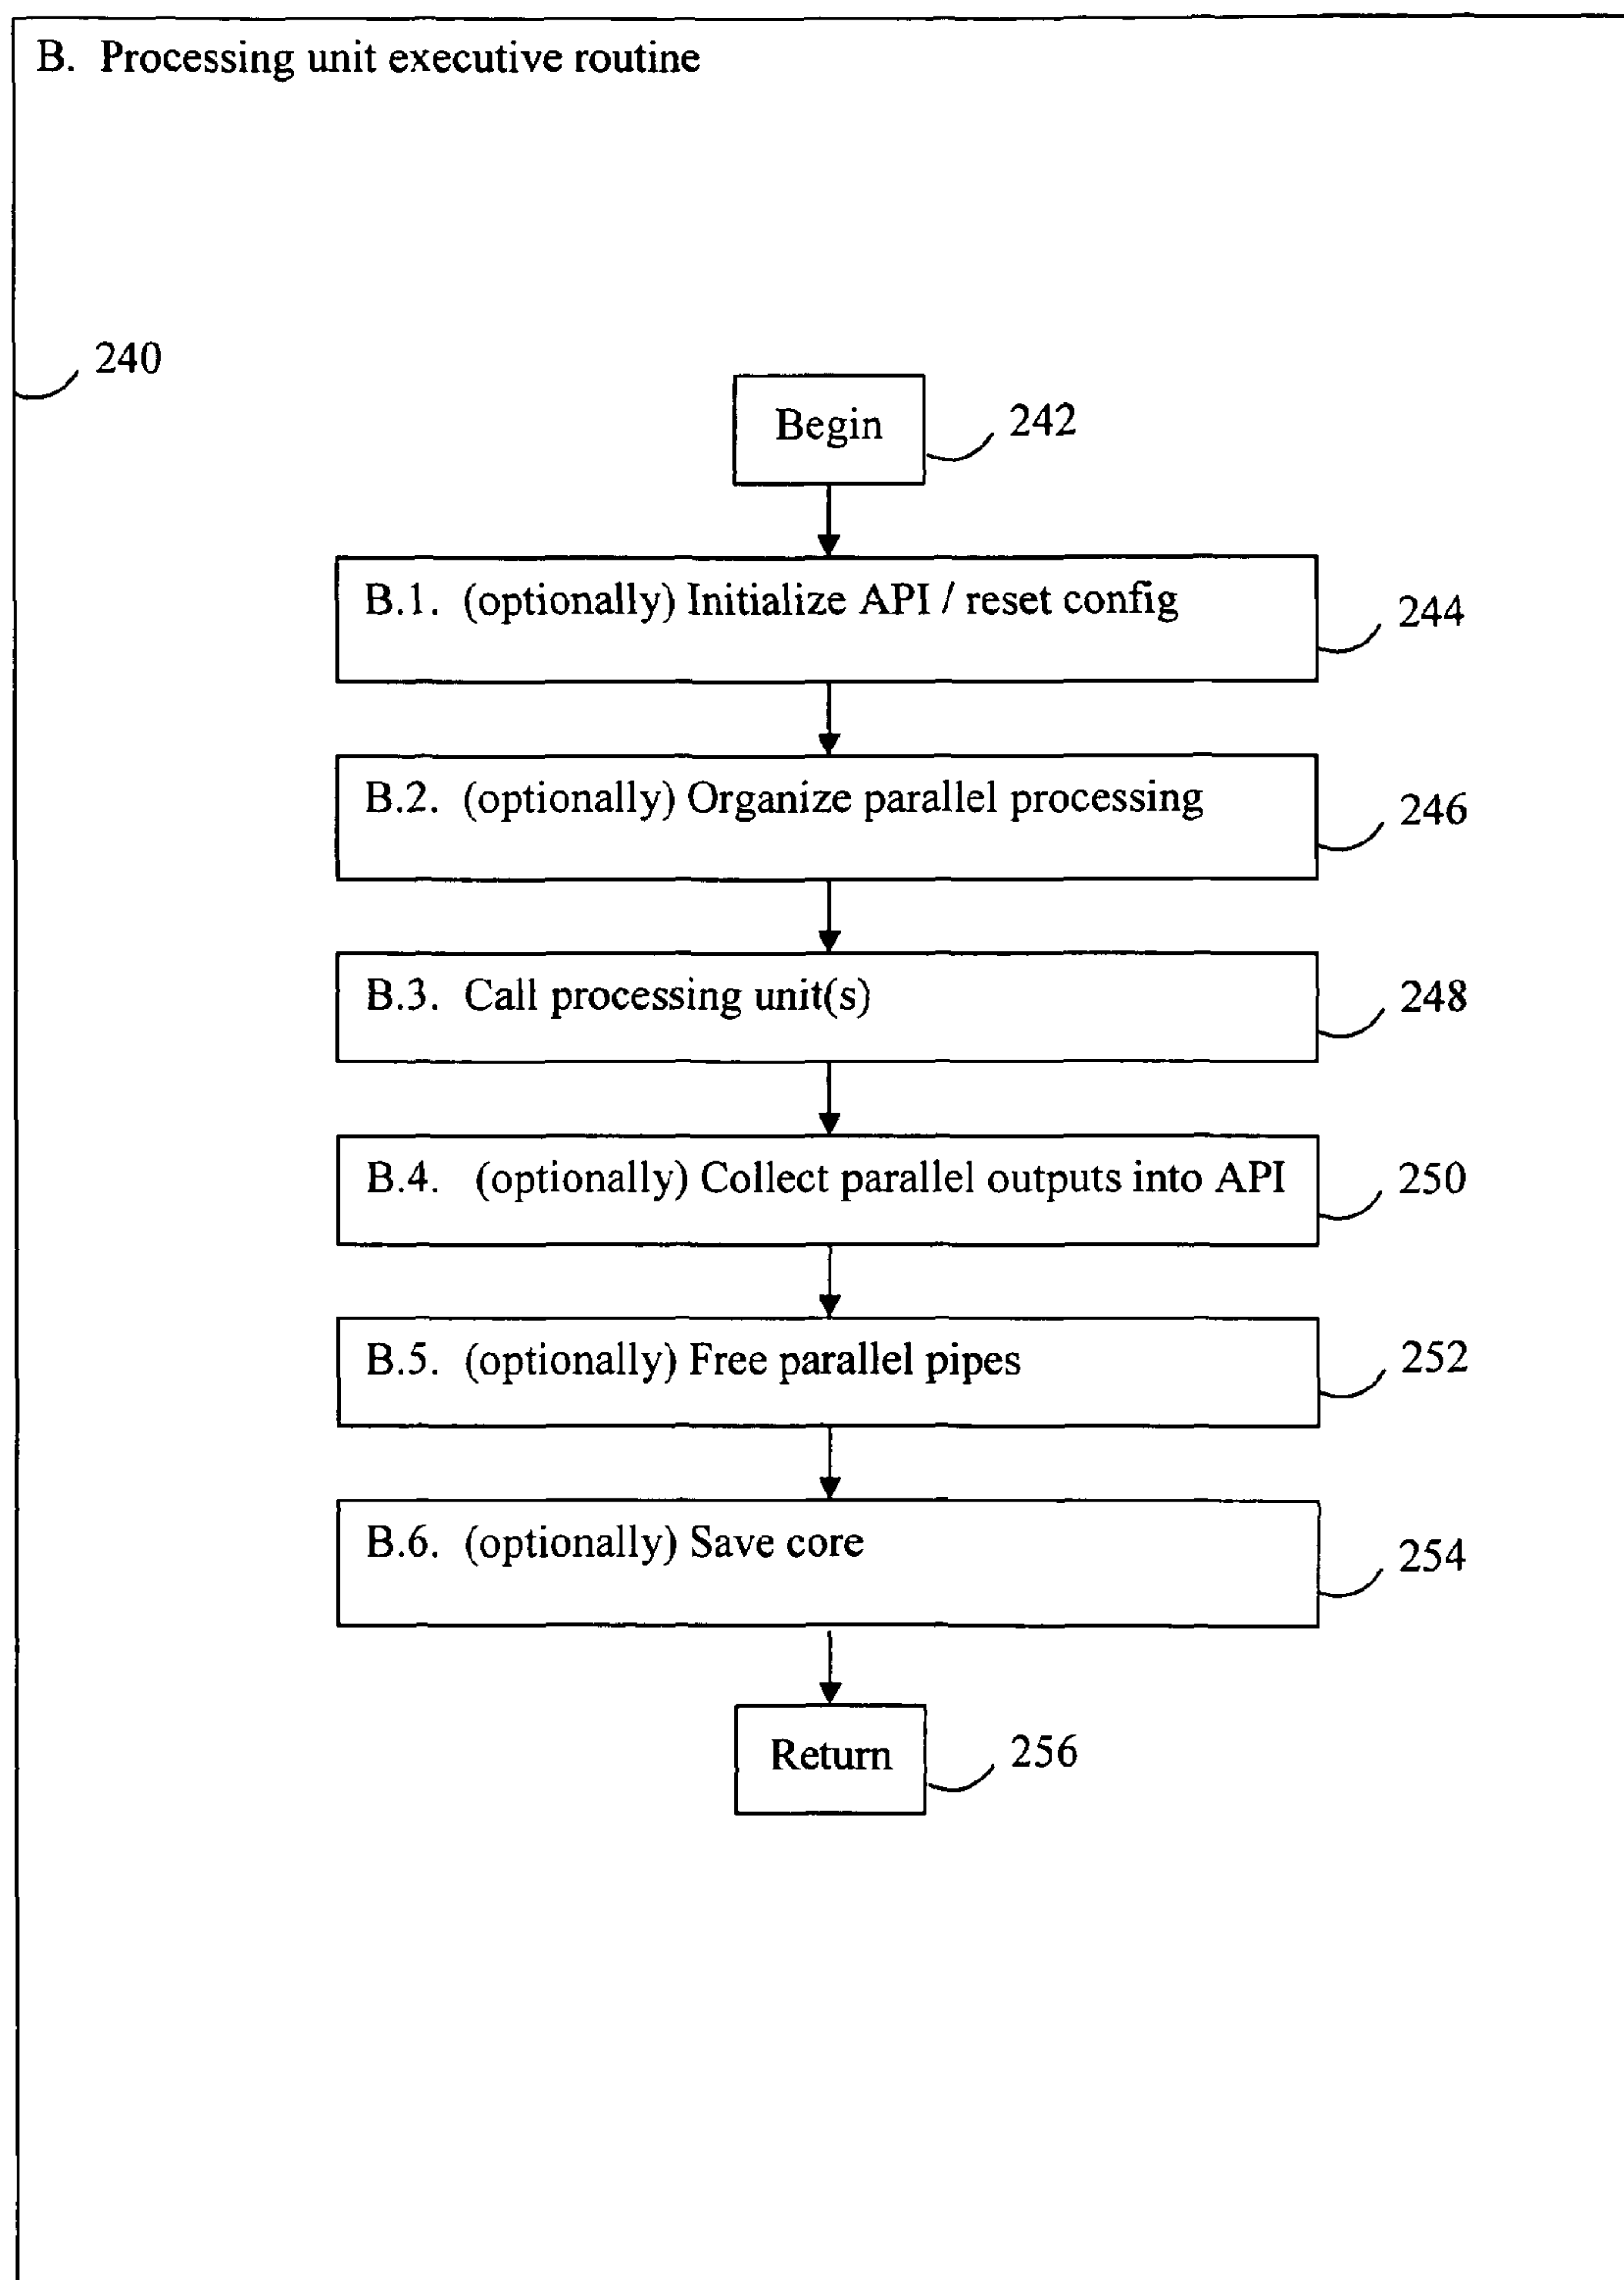 B. Processing unit executive routine
240
Begin
242
B.1. (optionally) Initialize API / reset config
244
B.2. (optionally) Organize parallel processing
246
B.3. Call processing unit(s)
248
B.4. (optionally) Collect parallel outputs into API
250
B.5. (optionally) Free parallel pipes
252
B.6. (optionally) Save core
254
Return
256